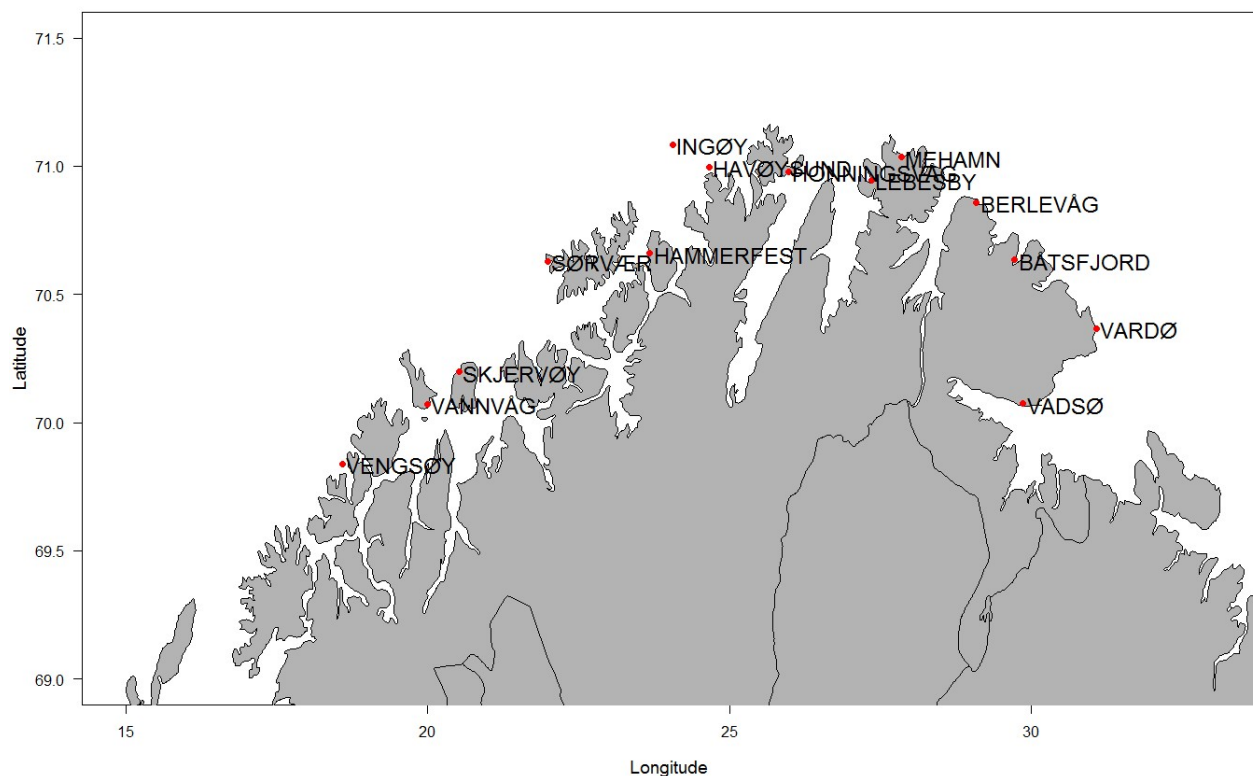 71.5
71.0
70.5
70.0
69.5
69.0
Latitude
INGØY
HAVØYSUND
HONNINGSVÅG
MEHAMN
LEBESBY
BERLEVÅG
SØRVÆR
HAMMERFEST
BÅTSFJORD
VARDØ
SKJERVØY
VANNVÅG
VADSØ
VENGSØY
15
20
25
30
Longitude